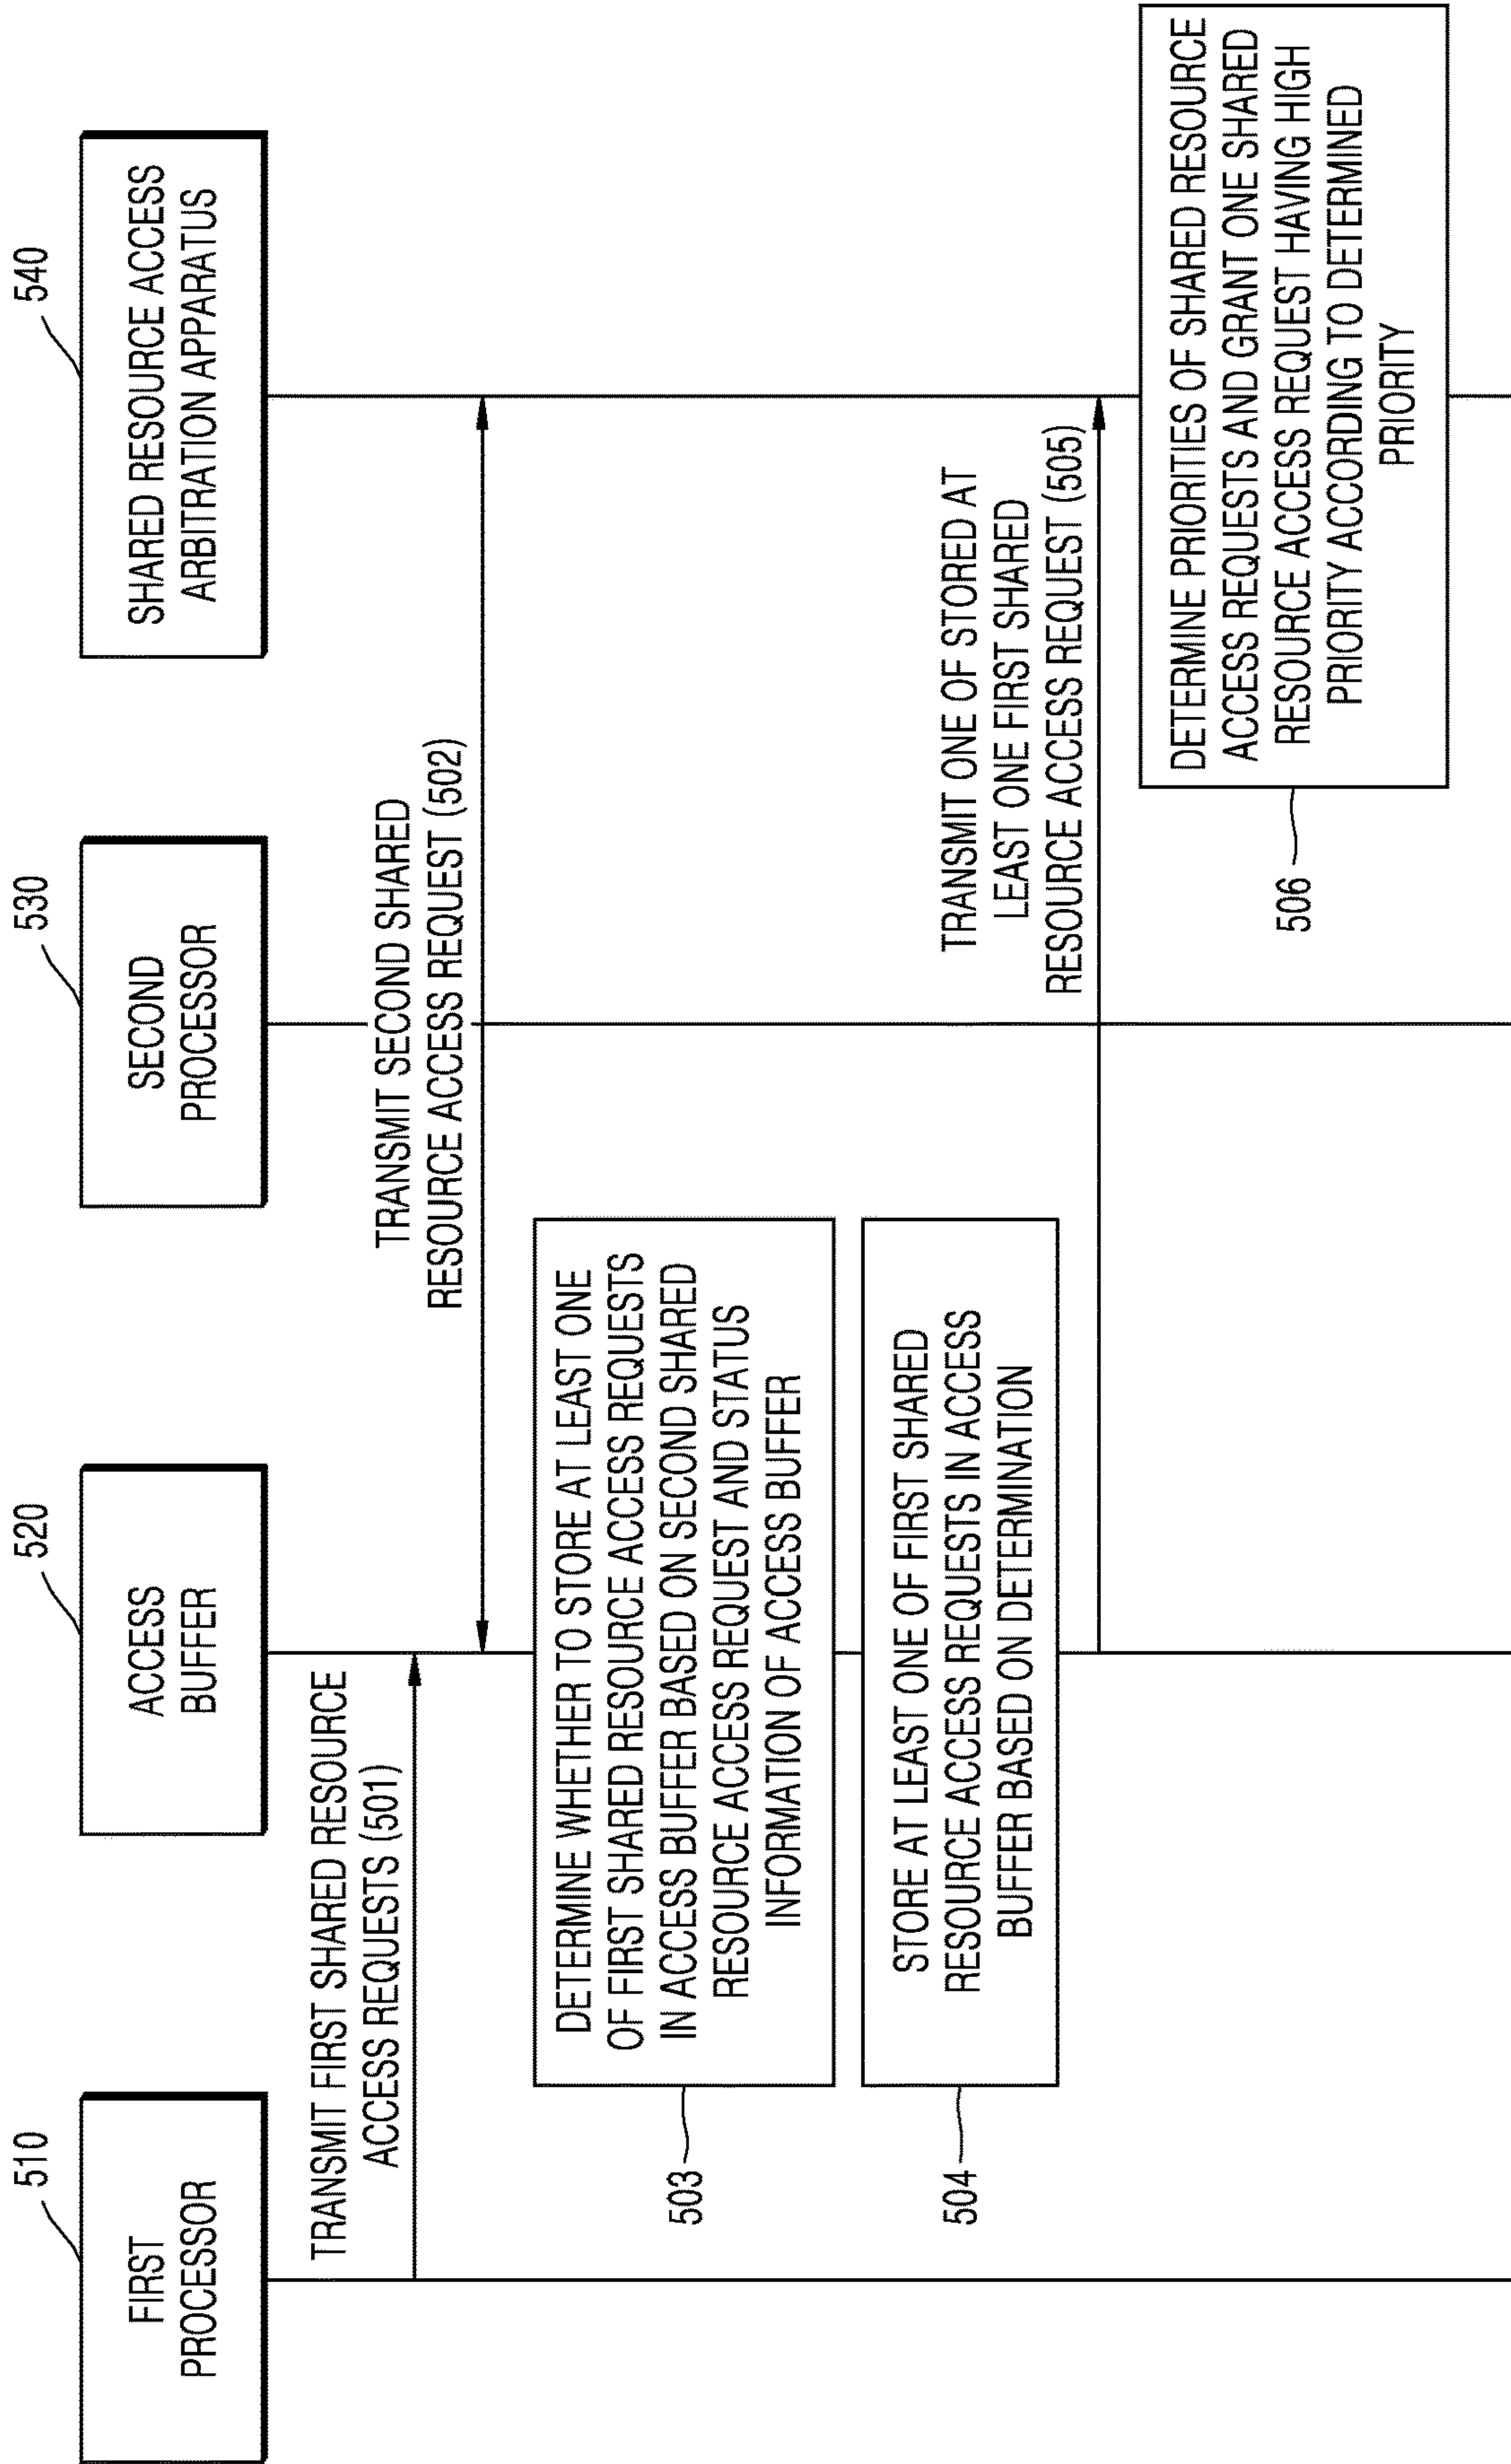 510
FIRST
PROCESSOR
520
ACCESS
BUFFER
530
SECOND
PROCESSOR
540
SHARED RESOURCE ACCESS
ARBITRATION APPARATUS
TRANSMIT FIRST SHARED RESOURCE
ACCESS REQUESTS (501)
TRANSMIT SECOND SHARED
RESOURCE ACCESS REQUEST (502)
503
DETERMINE WHETHER TO STORE AT LEAST ONE
OF FIRST SHARED RESOURCE ACCESS REQUESTS
IN ACCESS BUFFER BASED ON SECOND SHARED
RESOURCE ACCESS REQUEST AND STATUS
INFORMATION OF ACCESS BUFFER
504
STORE AT LEAST ONE OF FIRST SHARED
RESOURCE ACCESS REQUESTS IN ACCESS
BUFFER BASED ON DETERMINATION
TRANSMIT ONE OF STORED AT
LEAST ONE FIRST SHARED
RESOURCE ACCESS REQUEST (505)
506
DETERMINE PRIORITIES OF SHARED RESOURCE
ACCESS REQUESTS AND GRANT ONE SHARED
RESOURCE ACCESS REQUEST HAVING HIGH
PRIORITY ACCORDING TO DETERMINED
PRIORITY